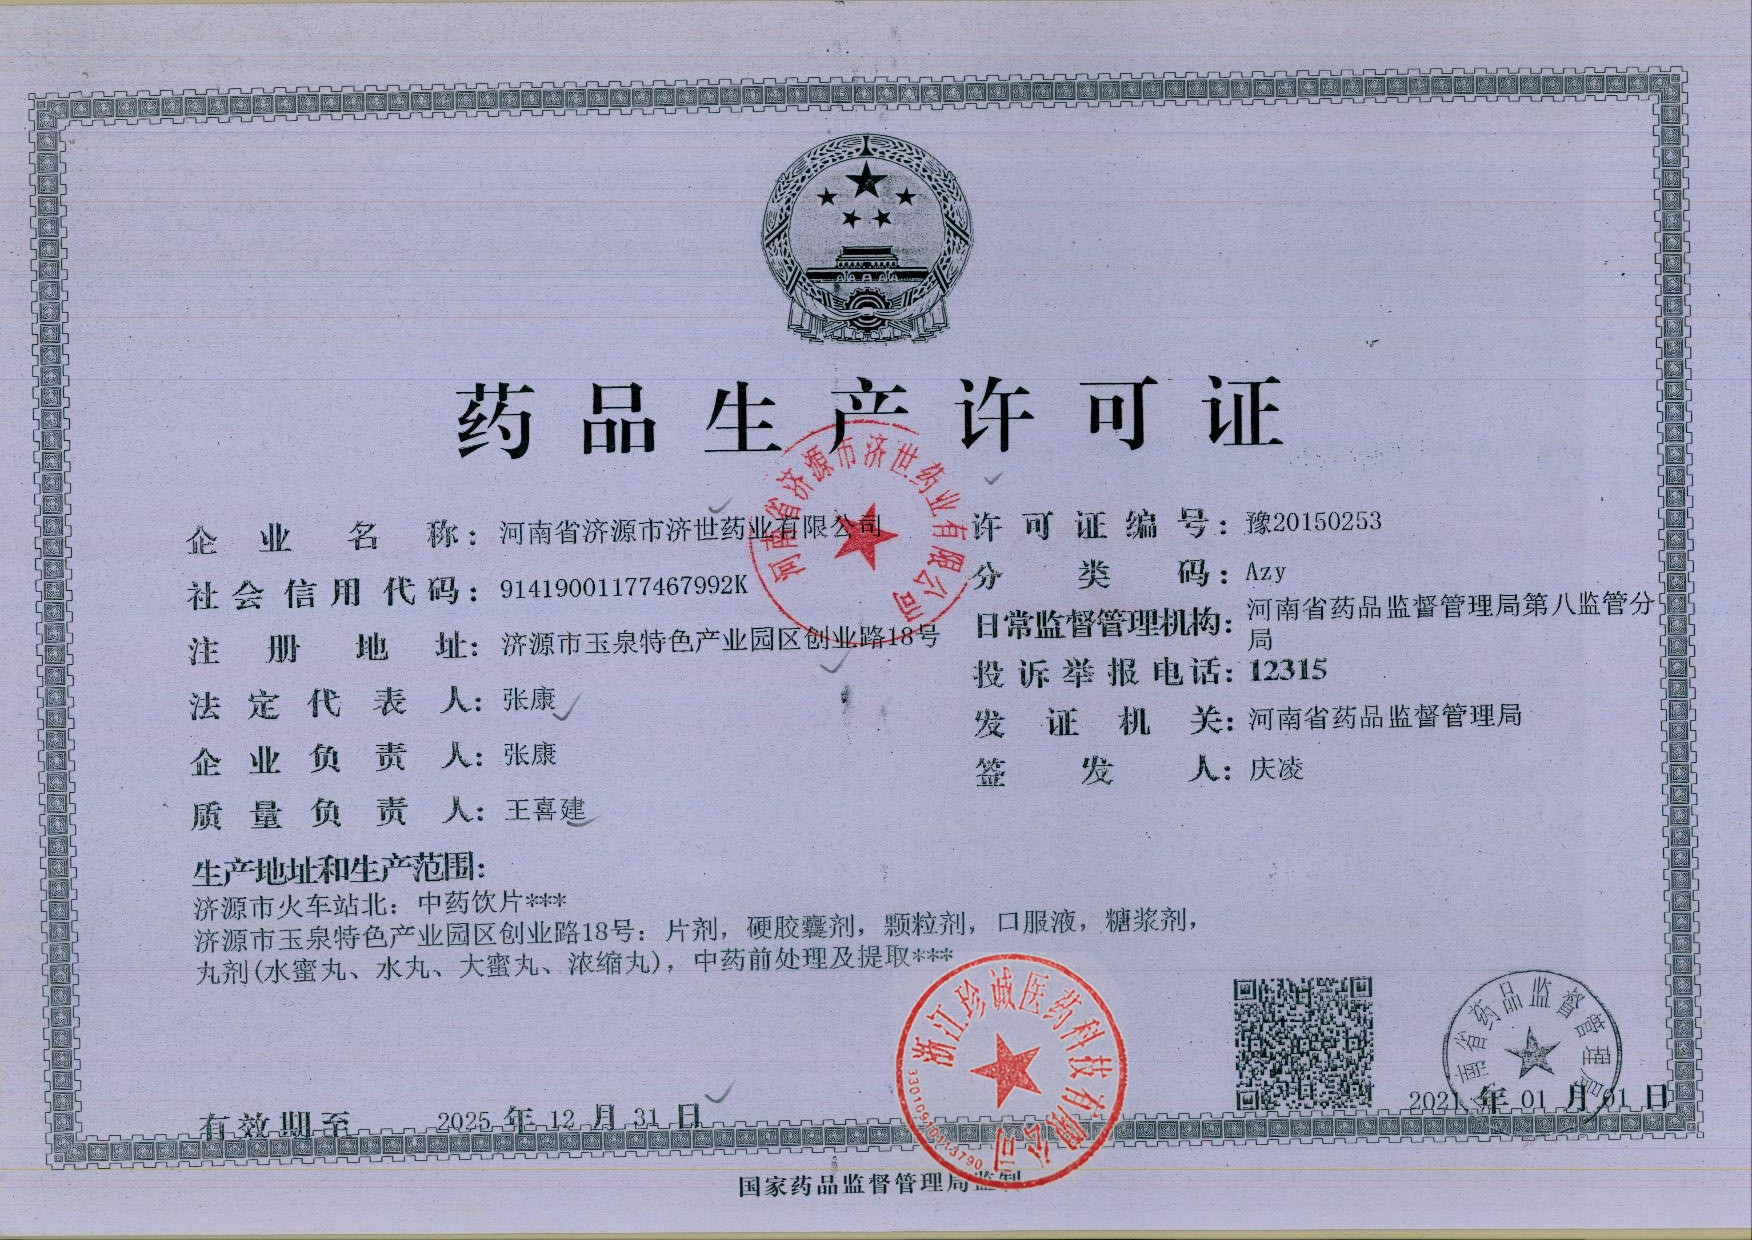 药品生产许可证
企业名称：河南省济源市济世药业有限公司
社会信用代码：91419001177467992K
注册地址：济源市玉泉特色产业园区创业路18号
法定代表人：张康
企业负责人：张康
质量负责人：王喜建
许可证编号：豫20150253
分类码：Azy
日常监督管理机构：河南省药品监督管理局第八监管分
局
投诉举报电话：12315
发证机关：河南省药品监督管理局
签发人：庆凌
生产地址和生产范围：
济源市火车站北：中药饮片***
济源市玉泉特色产业园区创业路18号：片剂，硬胶囊剂，颗粒剂，口服液，糖浆剂，
丸剂(水蜜丸、水丸、大蜜丸、浓缩丸)，中药前处理及提取***
有效期至 2025 年 12 月 31 日
2021 年 01 月 01 日
国家药品监督管理局监制
河南省济源市济世药业有限公司
浙江珍诚医药科技有限公司
南省药品监督管理局